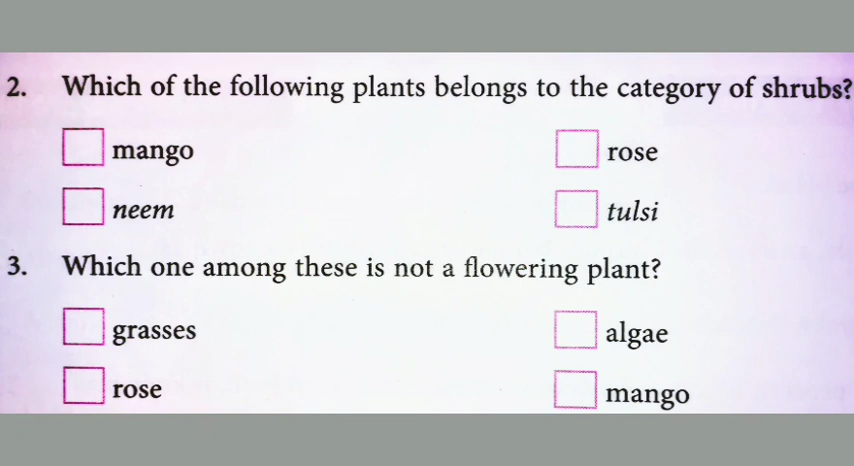 2. Which of the following plants belongs to the category of shrubs?
mango rose
neem tulsi
3. Which one among these is not a flowering plant?
grasses algae
rose mango